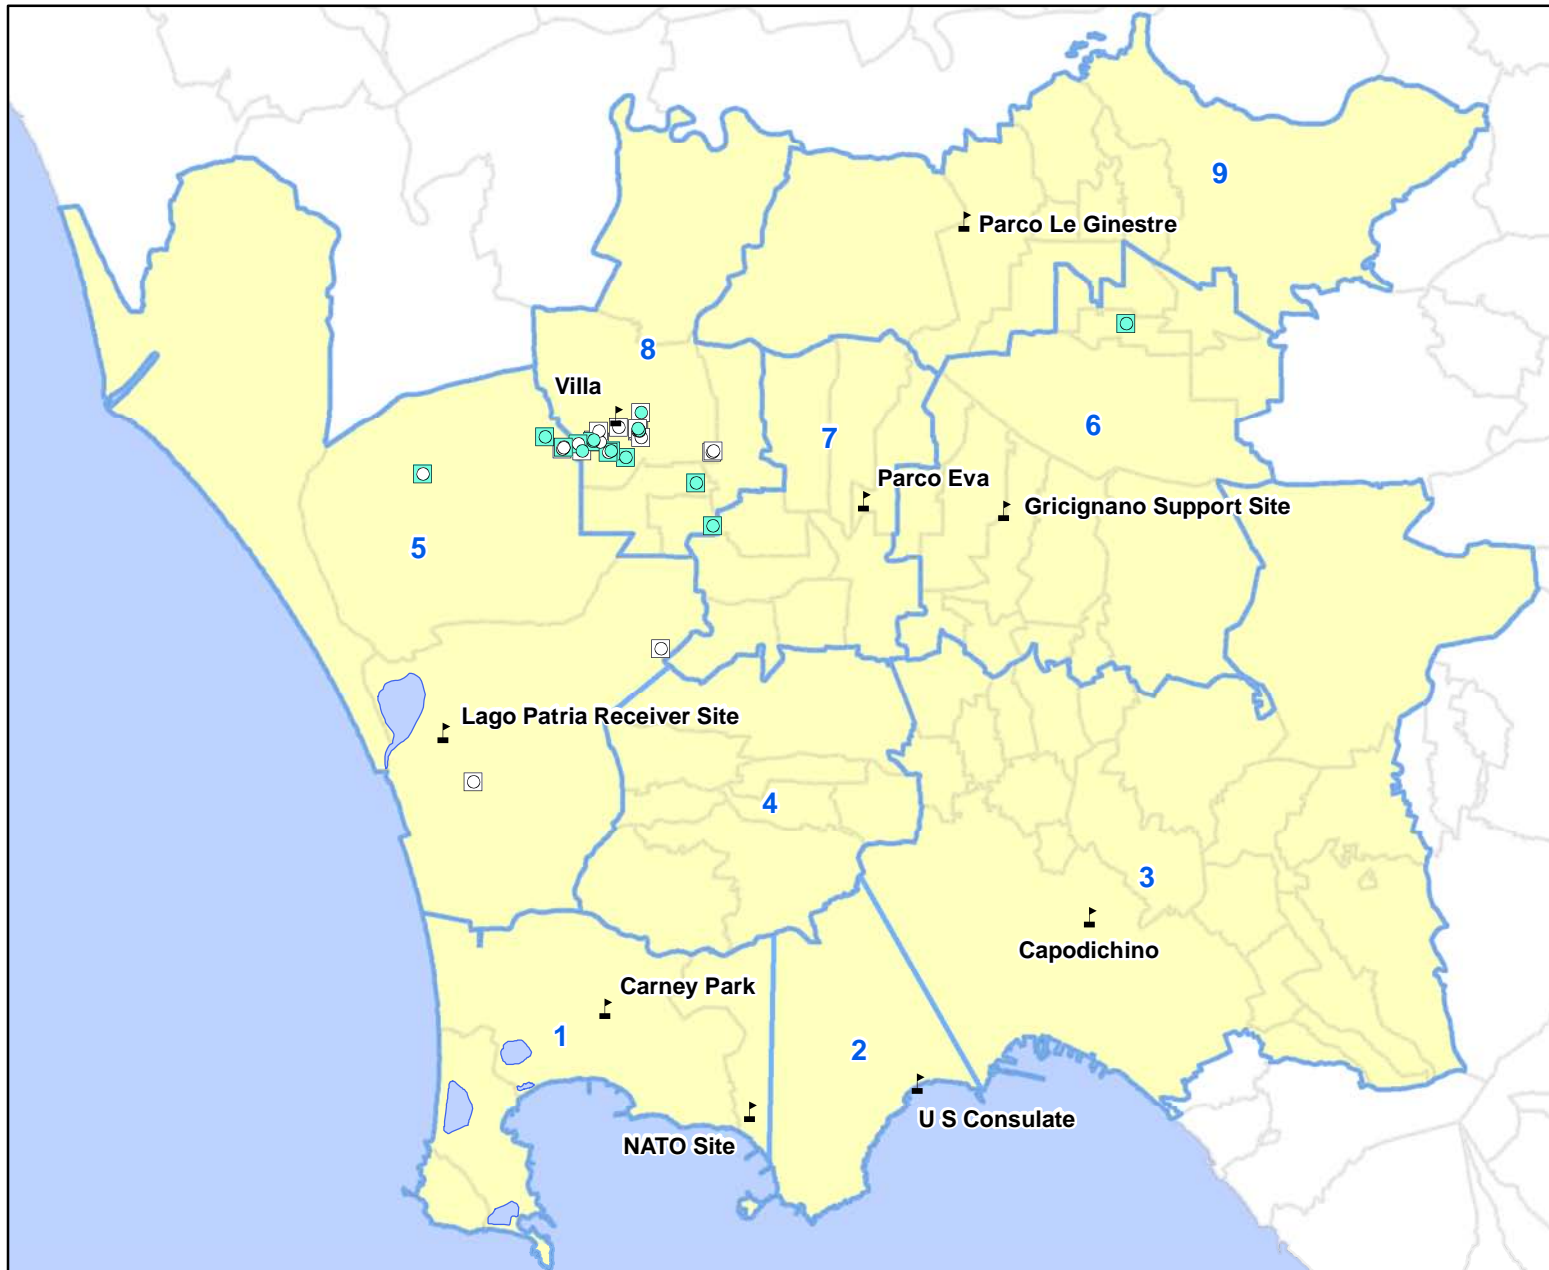 9
Parco Le Ginestre
8
Villa
7
6
Parco Eva
Gricignano Support Site
5
Lago Patria Receiver Site
4
3
Capodichino
Carney Park
1
2
U S Consulate
NATO Site